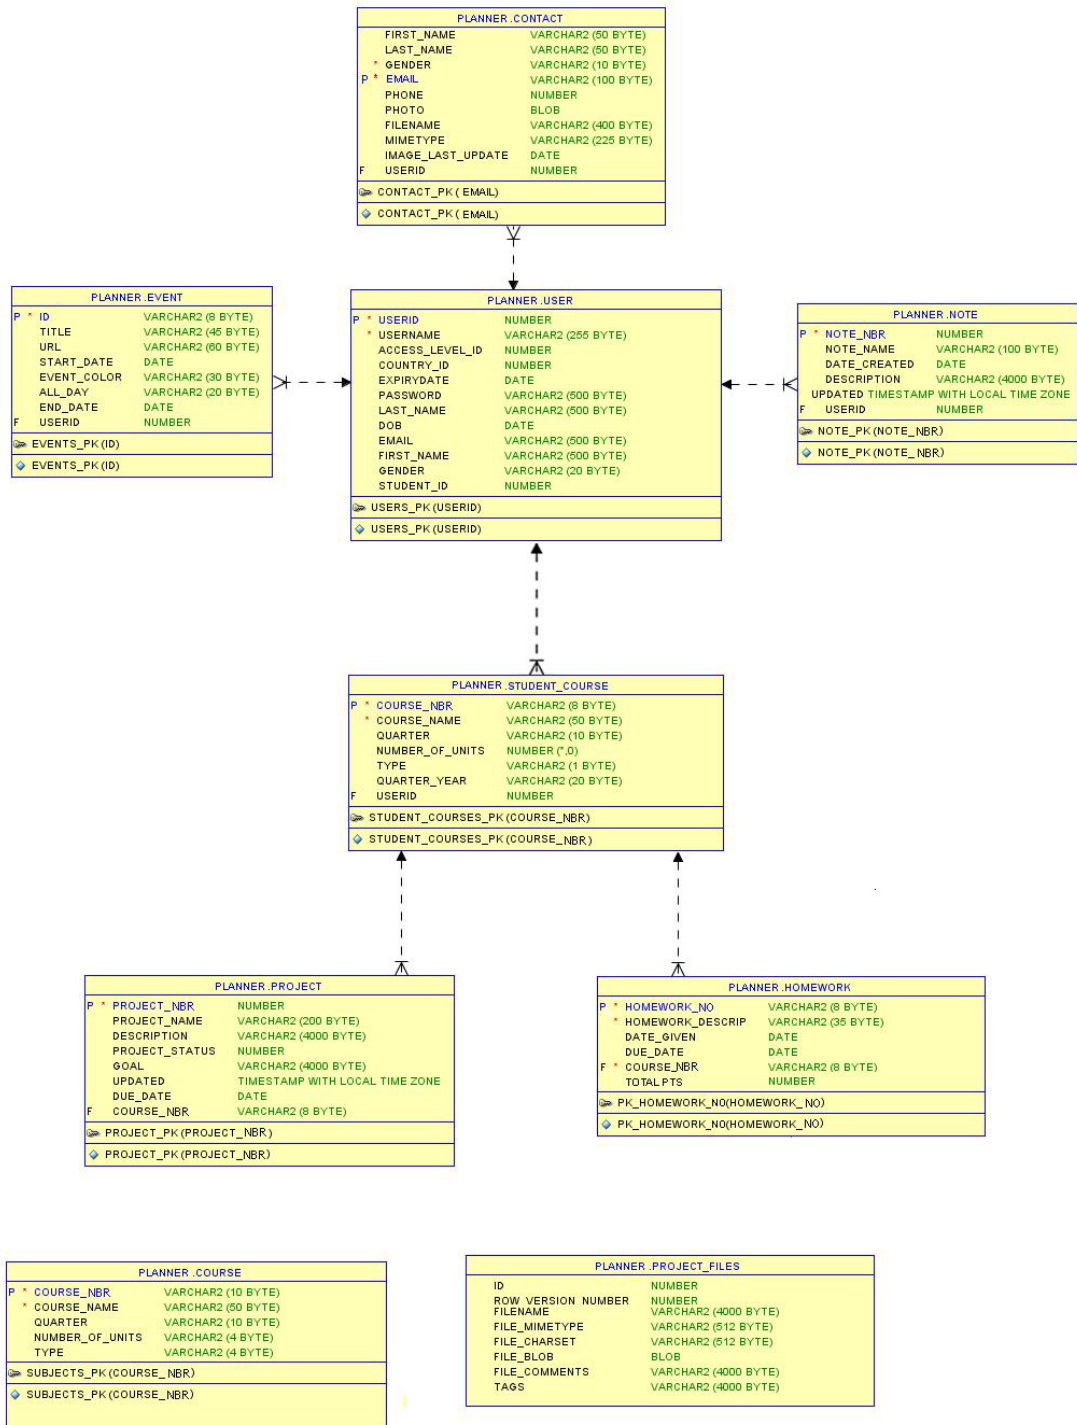 PLANNER.CONTACT
FIRST_NAME VARCHAR2 (50 BYTE)
LAST_NAME VARCHAR2 (50 BYTE)
* GENDER VARCHAR2 (10 BYTE)
P * EMAIL VARCHAR2 (100 BYTE)
PHONE NUMBER
PHOTO BLOB
FILENAME VARCHAR2 (400 BYTE)
MIMETYPE VARCHAR2 (225 BYTE)
IMAGE_LAST_UPDATE DATE
F USERID NUMBER
CONTACT_PK (EMAIL)
CONTACT_PK (EMAIL)
PLANNER.EVENT
P * ID VARCHAR2 (8 BYTE)
TITLE VARCHAR2 (45 BYTE)
URL VARCHAR2 (60 BYTE)
START_DATE DATE
EVENT_COLOR VARCHAR2 (30 BYTE)
ALL_DAY VARCHAR2 (20 BYTE)
END_DATE DATE
F USERID NUMBER
EVENTS_PK (ID)
EVENTS_PK (ID)
PLANNER.USER
P * USERID NUMBER
* USERNAME VARCHAR2 (255 BYTE)
ACCESS_LEVEL_ID NUMBER
COUNTRY_ID NUMBER
EXPIRYDATE DATE
PASSWORD VARCHAR2 (500 BYTE)
LAST_NAME VARCHAR2 (500 BYTE)
DOB DATE
EMAIL VARCHAR2 (500 BYTE)
FIRST_NAME VARCHAR2 (500 BYTE)
GENDER VARCHAR2 (20 BYTE)
STUDENT_ID NUMBER
USERS_PK (USERID)
USERS_PK (USERID)
PLANNER.NOTE
P * NOTE_NBR NUMBER
NOTE_NAME VARCHAR2 (100 BYTE)
DATE_CREATED DATE
DESCRIPTION VARCHAR2 (4000 BYTE)
UPDATED TIMESTAMP WITH LOCAL TIME ZONE
F USERID NUMBER
NOTE_PK (NOTE_NBR)
NOTE_PK (NOTE_NBR)
PLANNER.STUDENT_COURSE
P * COURSE_NBR VARCHAR2 (8 BYTE)
* COURSE_NAME VARCHAR2 (50 BYTE)
QUARTER VARCHAR2 (10 BYTE)
NUMBER_OF_UNITS NUMBER (*,0)
TYPE VARCHAR2 (1 BYTE)
QUARTER_YEAR VARCHAR2 (20 BYTE)
F USERID NUMBER
STUDENT_COURSES_PK (COURSE_NBR)
STUDENT_COURSES_PK (COURSE_NBR)
PLANNER.PROJECT
P * PROJECT_NBR NUMBER
PROJECT_NAME VARCHAR2 (200 BYTE)
DESCRIPTION VARCHAR2 (4000 BYTE)
PROJECT_STATUS NUMBER
GOAL VARCHAR2 (4000 BYTE)
UPDATED TIMESTAMP WITH LOCAL TIME ZONE
DUE_DATE DATE
F COURSE_NBR VARCHAR2 (8 BYTE)
PROJECT_PK (PROJECT_NBR)
PROJECT_PK (PROJECT_NBR)
PLANNER.HOMEWORK
P * HOMEWORK_NO VARCHAR2 (8 BYTE)
* HOMEWORK_DESCRIP VARCHAR2 (35 BYTE)
DATE_GIVEN DATE
DUE_DATE DATE
F * COURSE_NBR VARCHAR2 (8 BYTE)
TOTALPTS NUMBER
PK_HOMEWORK_NO(HOMEWORK_NO)
PK_HOMEWORK_NO(HOMEWORK_NO)
PLANNER.COURSE
P * COURSE_NBR VARCHAR2 (10 BYTE)
* COURSE_NAME VARCHAR2 (50 BYTE)
QUARTER VARCHAR2 (10 BYTE)
NUMBER_OF_UNITS VARCHAR2 (4 BYTE)
TYPE VARCHAR2 (4 BYTE)
SUBJECTS_PK (COURSE_NBR)
SUBJECTS_PK (COURSE_NBR)
PLANNER.PROJECT_FILES
ID NUMBER
ROW VERSION NUMBER NUMBER
FILENAME VARCHAR2 (4000 BYTE)
FILE_MIMETYPE VARCHAR2 (512 BYTE)
FILE_CHARSET VARCHAR2 (512 BYTE)
FILE_BLOB BLOB
FILE_COMMENTS VARCHAR2 (4000 BYTE)
TAGS VARCHAR2 (4000 BYTE)